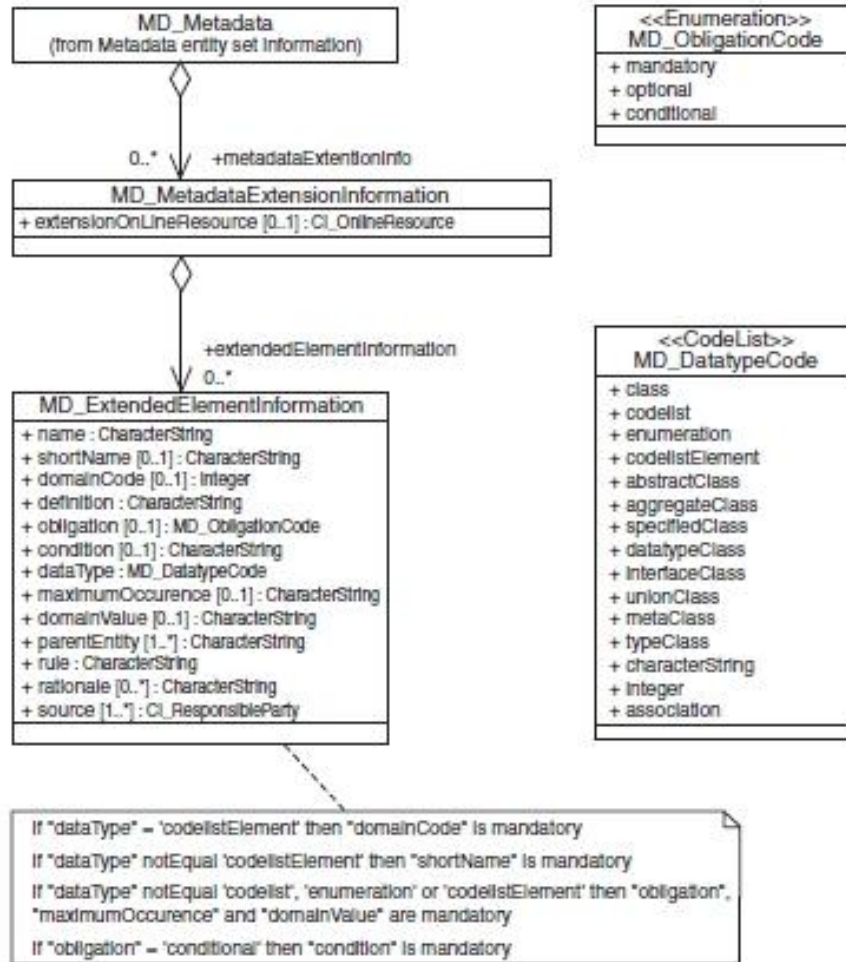 MD_Metadata
(from Metadata entity set information)
0..*
+metadataExtentionInfo
MD_MetadataExtensionInformation
+ extensionOnLineResource [0..1] : CI_OnlineResource
+extendedElementInformation
0..*
MD_ExtendedElementInformation
+ name : CharacterString
+ shortName [0..1] : CharacterString
+ domainCode [0..1] : Integer
+ definition : CharacterString
+ obligation [0..1] : MD_ObligationCode
+ condition [0..1] : CharacterString
+ dataType : MD_DatatypeCode
+ maximumOccurence [0..1] : CharacterString
+ domainValue [0..1] : CharacterString
+ parentEntity [1..*] : CharacterString
+ rule : CharacterString
+ rationale [0..*] : CharacterString
+ source [1..*] : CI_ResponsibleParty
<<Enumeration>>
MD_ObligationCode
+ mandatory
+ optional
+ conditional
<<CodeList>>
MD_DatatypeCode
+ class
+ codelist
+ enumeration
+ codelistElement
+ abstractClass
+ aggregateClass
+ specifiedClass
+ datatypeClass
+ interfaceClass
+ unionClass
+ metaClass
+ typeClass
+ characterString
+ integer
+ association
If "dataType" = 'codelistElement' then "domainCode" is mandatory
If "dataType" notEqual 'codelistElement' then "shortName" is mandatory
If "dataType" notEqual 'codelist', 'enumeration' or 'codelistElement' then "obligation",
"maximumOccurence" and "domainValue" are mandatory
If "obligation" = 'conditional' then "condition" is mandatory